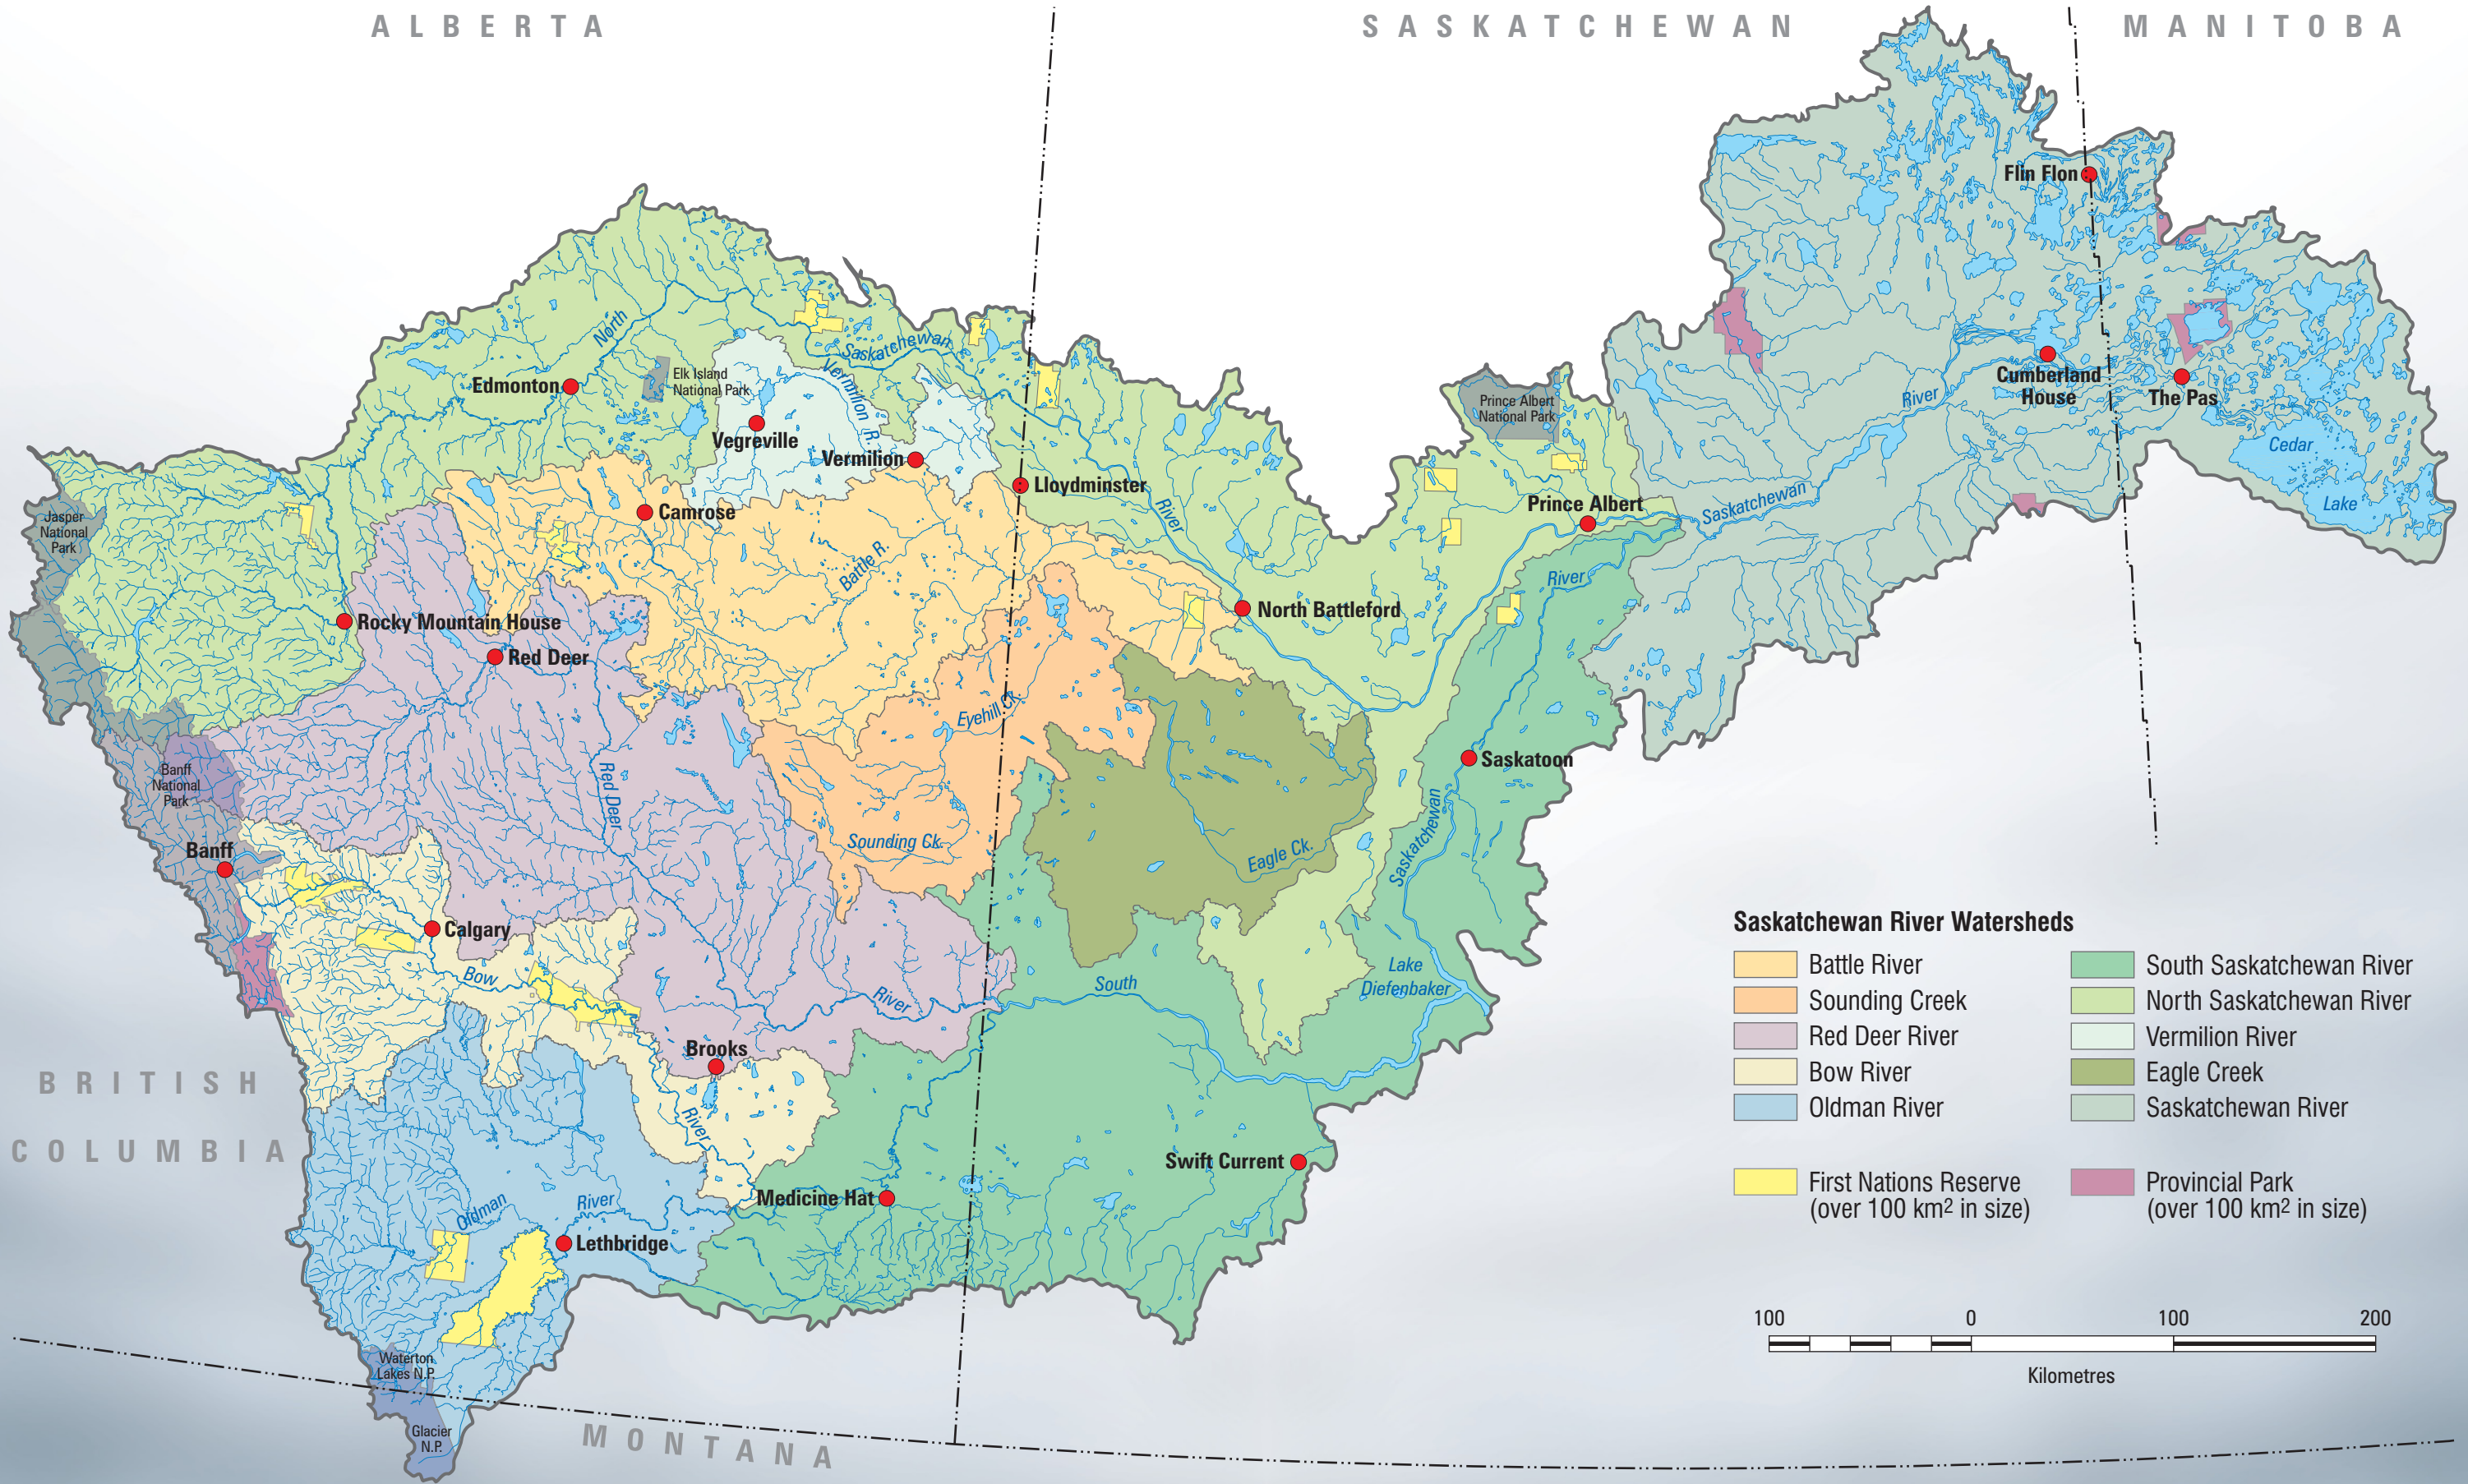 ALBERTA
SASKATCHEWAN
MANITOBA
Flin Flon
North
Saskatchewan
Edmonton
Elk Island
National Park
Vermilion R.
Vegreville
Vermilion
Cumberland
House
The Pas
River
Prince Albert
National Park
Cedar
Lake
Lloydminster
Camrose
River
Prince Albert
Saskatchewan
Jasper
National
Park
Battle R.
River
North Battleford
Rocky Mountain House
Red Deer
Eyehill Ck.
Saskatoon
Banff
National
Park
Red Deer
Sounding Ck.
Eagle Ck.
Saskatchewan
Banff
Calgary
Bow
River
South
Lake
Diefenbaker
Brooks
River
BRITISH
COLUMBIA
Swift Current
Medicine Hat
Oldman
River
Lethbridge
Waterton
Lakes N.P.
Glacier
N.P.
MONTANA
Saskatchewan River Watersheds
Battle River
Sounding Creek
Red Deer River
Bow River
Oldman River
South Saskatchewan River
North Saskatchewan River
Vermilion River
Eagle Creek
Saskatchewan River
First Nations Reserve
(over 100 km² in size)
Provincial Park
(over 100 km² in size)
100 0 100 200
Kilometres